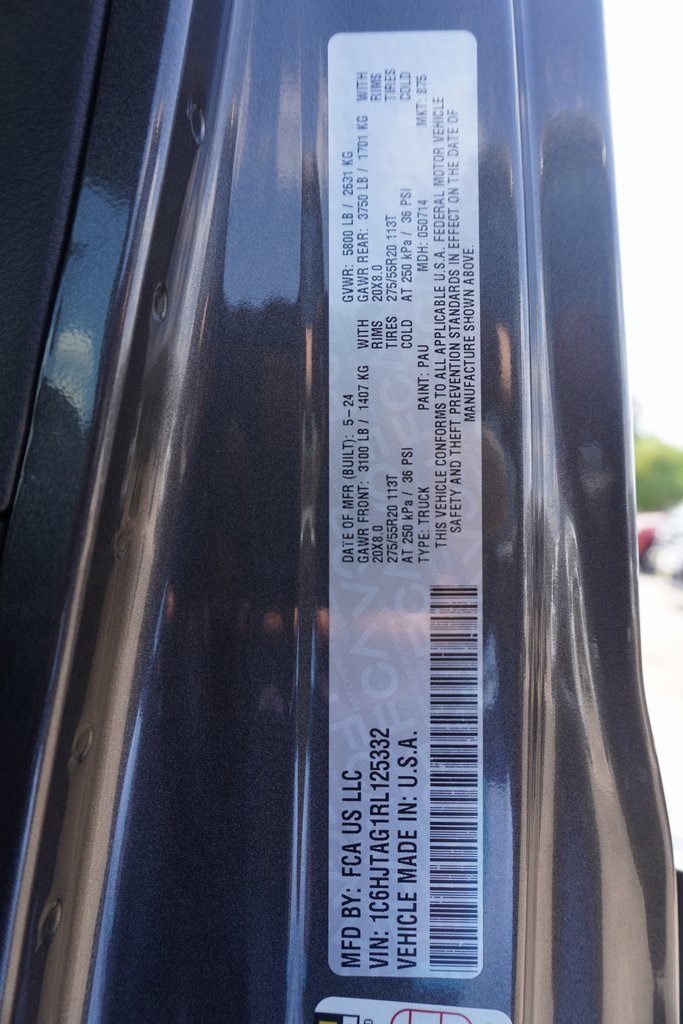 MFD BY: FCA US LLC
VIN: 1C6HJTAG1RL125332
VEHICLE MADE IN: U.S.A.
DATE OF MFR (BUILT): 5-24 GVWR: 5800 LB / 2631 KG
GAWR FRONT: 3100 LB / 1407 KG WITH GAWR REAR: 3750 LB / 1701 KG WITH
20X8.0 RIMS 20X8.0 RIMS
275/55R20 113T TIRES 275/55R20 113T TIRES
AT 250 kPa / 36 PSI COLD AT 250 kPa / 36 PSI COLD
TYPE: TRUCK PAINT: PAU MDH: 050714 MKT: 875
THIS VEHICLE CONFORMS TO ALL APPLICABLE U.S.A. FEDERAL MOTOR VEHICLE
SAFETY AND THEFT PREVENTION STANDARDS IN EFFECT ON THE DATE OF
MANUFACTURE SHOWN ABOVE.